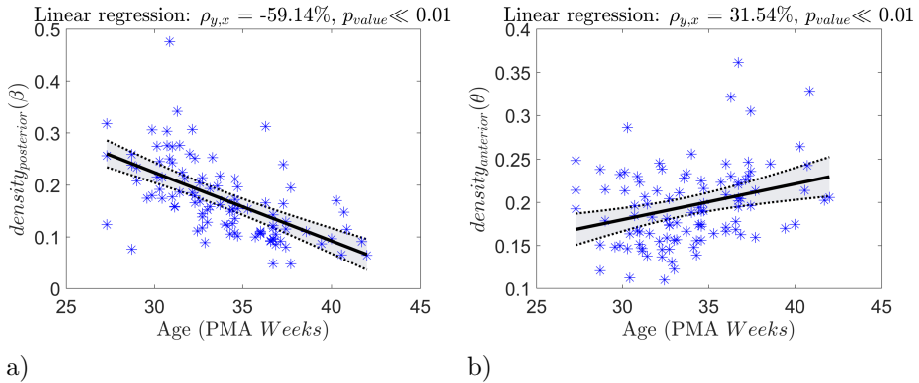 Linear regression: ρy,x = -59.14%, pvalue≪ 0.01
0.5
0.4
0.3
0.2
0.1
0
densityposterior(β)
25 30 35 40 45
Age (PMA Weeks)
a)
Linear regression: ρy,x = 31.54%, pvalue≪ 0.01
0.4
0.35
0.3
0.25
0.2
0.15
0.1
densitylanterior(θ)
25 30 35 40 45
Age (PMA Weeks)
b)